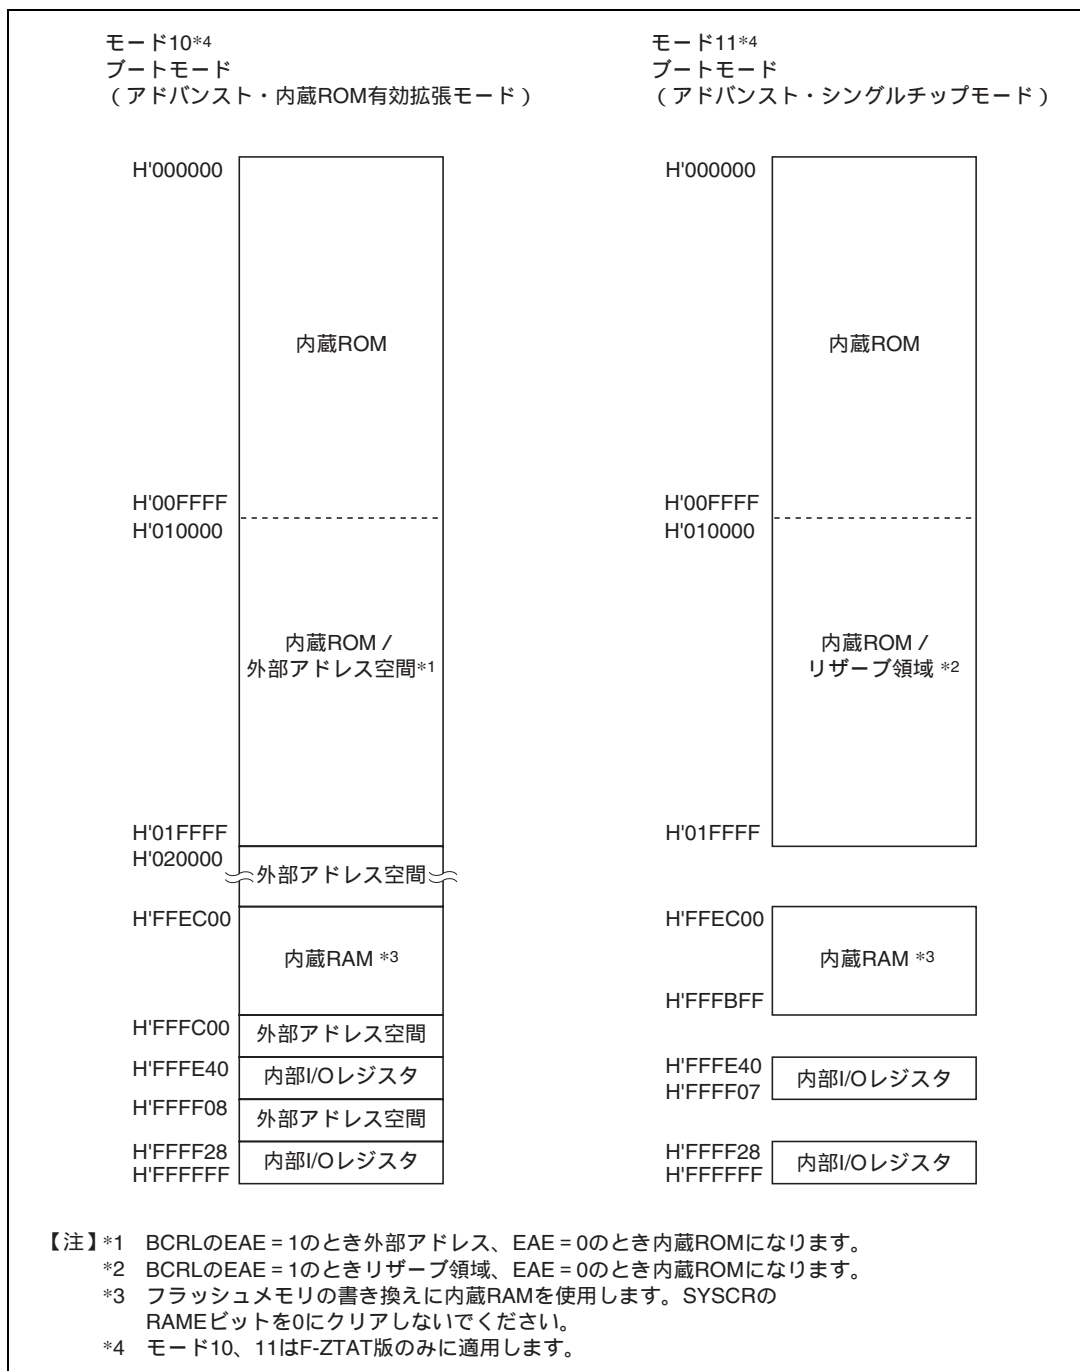 モード10*4
ブートモード
（アドバンスト・内蔵ROM有効拡張モード）
H'000000
内蔵ROM
H'00FFFF
H'010000
内蔵ROM /
外部アドレス空間*1
H'01FFFF
H'020000
外部アドレス空間
H'FFEC00
内蔵RAM *3
H'FFFC00
外部アドレス空間
H'FFFE40
内部I/Oレジスタ
H'FFFF08
外部アドレス空間
H'FFFF28
内部I/Oレジスタ
H'FFFFFF
モード11*4
ブートモード
（アドバンスト・シングルチップモード）
H'000000
内蔵ROM
H'00FFFF
H'010000
内蔵ROM /
リザーブ領域 *2
H'01FFFF
H'FFEC00
内蔵RAM *3
H'FFFBFF
H'FFFE40
内部I/Oレジスタ
H'FFFF07
H'FFFF28
内部I/Oレジスタ
H'FFFFFF
【注】*1 BCRLのEAE = 1のとき外部アドレス、EAE = 0のとき内蔵ROMになります。
*2 BCRLのEAE = 1のときリザーブ領域、EAE = 0のとき内蔵ROMになります。
*3 フラッシュメモリの書き換えに内蔵RAMを使用します。SYSCRの
RAMEビットを0にクリアしないでください。
*4 モード10、11はF-ZTAT版のみに適用します。